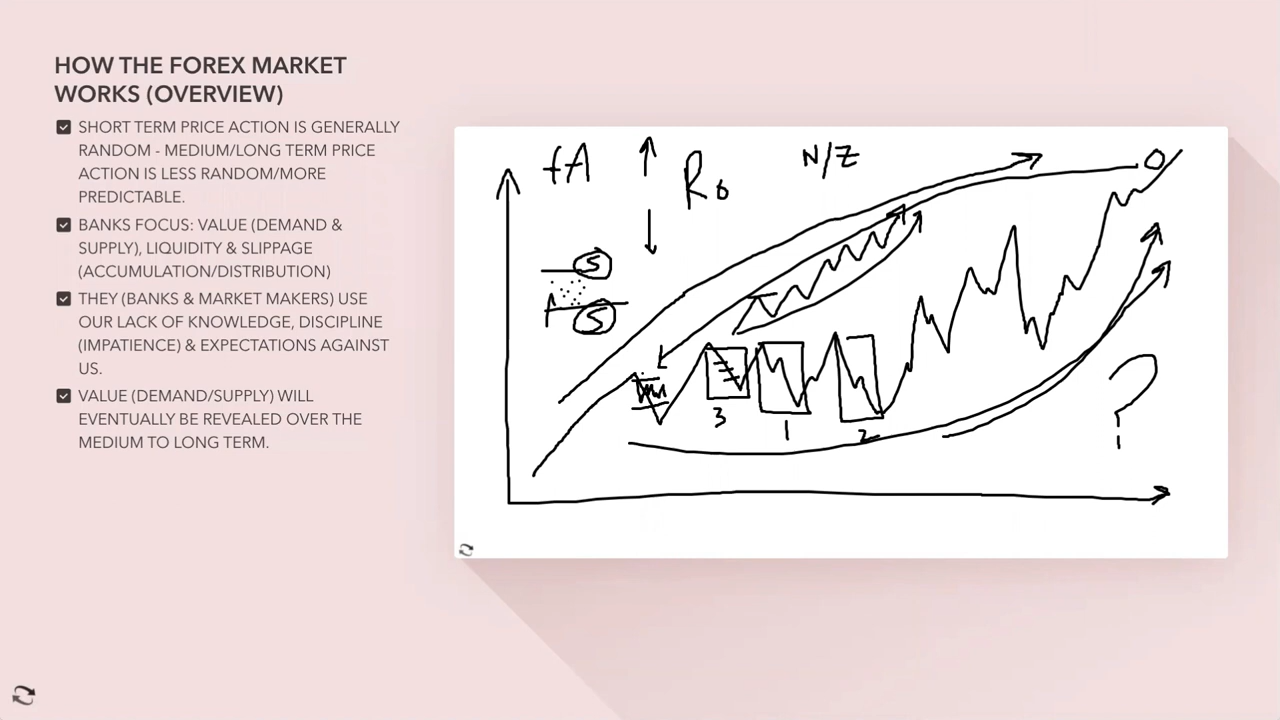 HOW THE FOREX MARKET
WORKS (OVERVIEW)
SHORT TERM PRICE ACTION IS GENERALLY
RANDOM - MEDIUM/LONG TERM PRICE
ACTION IS LESS RANDOM/MORE
PREDICTABLE.
BANKS FOCUS: VALUE (DEMAND &
SUPPLY), LIQUIDITY & SLIPPAGE
(ACCUMULATION/DISTRIBUTION)
THEY (BANKS & MARKET MAKERS) USE
OUR LACK OF KNOWLEDGE, DISCIPLINE
(IMPATIENCE) & EXPECTATIONS AGAINST
US.
VALUE (DEMAND/SUPPLY) WILL
EVENTUALLY BE REVEALED OVER THE
MEDIUM TO LONG TERM.
fA
N/Z
S
S
3
1
2
?